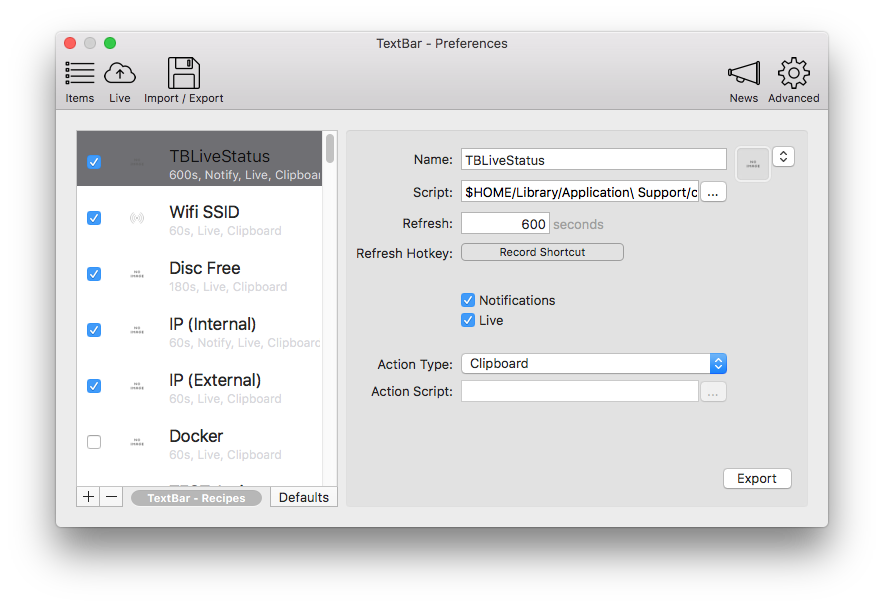 TextBar - Preferences
Items
Live
Import / Export
News
Advanced
TBLiveStatus
600s, Notify, Live, Clipboar
Wifi SSID
60s, Live, Clipboard
Disc Free
180s, Live, Clipboard
IP (Internal)
60s, Notify, Live, Clipboard
IP (External)
60s, Live, Clipboard
Docker
60s, Live, Clipboard
TextBar - Recipes
Defaults
Name: TBLiveStatus
Script: $HOME/Library/Application\ Support/c ...
Refresh: 600 seconds
Refresh Hotkey: Record Shortcut
Notifications
Live
Action Type: Clipboard
Action Script: ...
Export